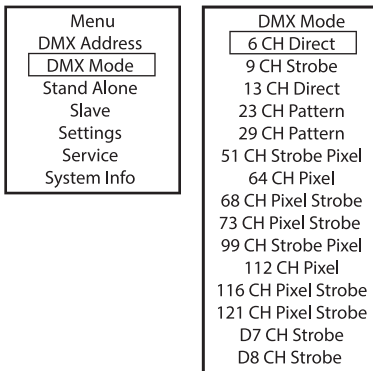 Menu
DMX Address
DMX Mode
Stand Alone
Slave
Settings
Service
System Info
DMX Mode
6 CH Direct
9 CH Strobe
13 CH Direct
23 CH Pattern
29 CH Pattern
51 CH Strobe Pixel
64 CH Pixel
68 CH Pixel Strobe
73 CH Pixel Strobe
99 CH Strobe Pixel
112 CH Pixel
116 CH Pixel Strobe
121 CH Pixel Strobe
D7 CH Strobe
D8 CH Strobe